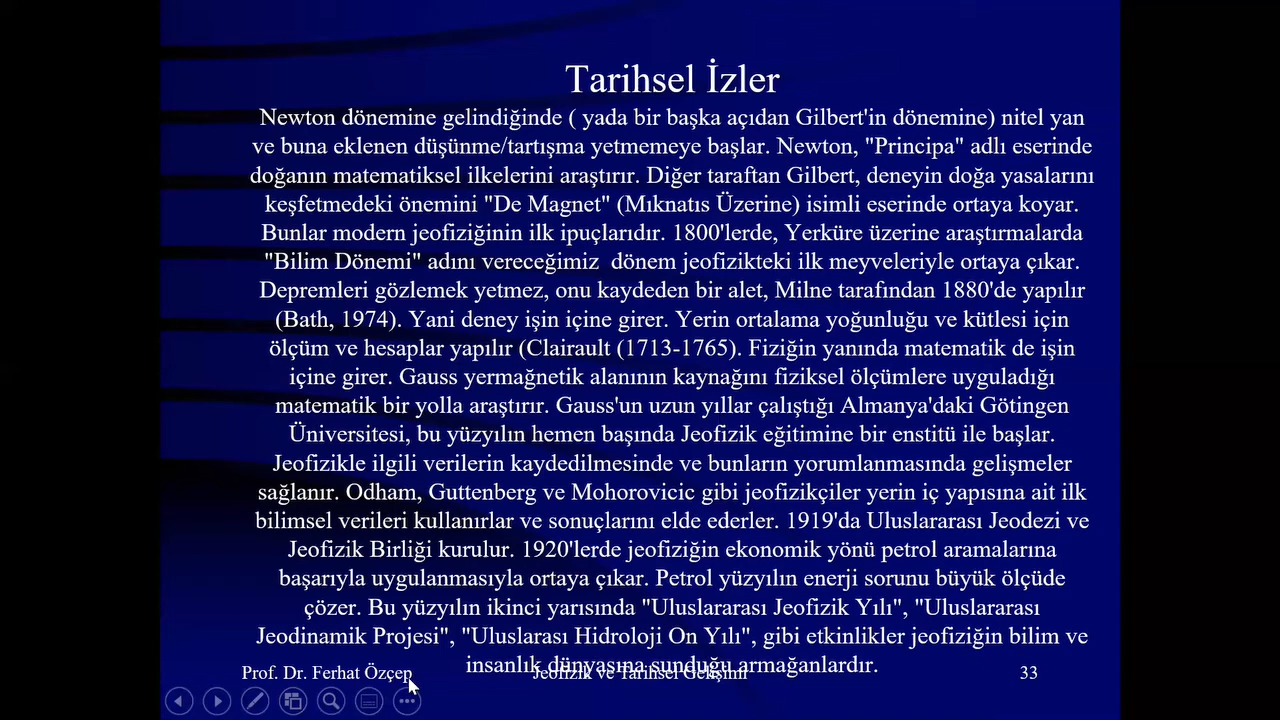 Tarihsel İzler
Newton dönemine gelindiğinde ( yada bir başka açıdan Gilbert'in dönemine) nitel yan
ve buna eklenen düşünme/tartışma yetmemeye başlar. Newton, "Principa" adlı eserinde
doğanın matematiksel ilkelerini araştırır. Diğer taraftan Gilbert, deneyin doğa yasalarını
keşfetmedeki önemini "De Magnet" (Mıknatıs Üzerine) isimli eserinde ortaya koyar.
Bunlar modern jeofiziğinin ilk ipuçlarıdır. 1800'lerde, Yerküre üzerine araştırmalarda
"Bilim Dönemi" adını vereceğimiz  dönem jeofizikteki ilk meyveleriyle ortaya çıkar.
Depremleri gözlemek yetmez, onu kaydeden bir alet, Milne tarafından 1880'de yapılır
(Bath, 1974). Yani deney işin içine girer. Yerin ortalama yoğunluğu ve kütlesi için
ölçüm ve hesaplar yapılır (Clairault (1713-1765). Fiziğin yanında matematik de işin
içine girer. Gauss yermağnetik alanının kaynağını fiziksel ölçümlere uyguladığı
matematik bir yolla araştırır. Gauss'un uzun yıllar çalıştığı Almanya'daki Götingen
Üniversitesi, bu yüzyılın hemen başında Jeofizik eğitimine bir enstitü ile başlar.
Jeofizikle ilgili verilerin kaydedilmesinde ve bunların yorumlanmasında gelişmeler
sağlanır. Odham, Guttenberg ve Mohorovicic gibi jeofizikçiler yerin iç yapısına ait ilk
bilimsel verileri kullanırlar ve sonuçlarını elde ederler. 1919'da Uluslararası Jeodezi ve
Jeofizik Birliği kurulur. 1920'lerde jeofiziğin ekonomik yönü petrol aramalarına
başarıyla uygulanmasıyla ortaya çıkar. Petrol yüzyılın enerji sorunu büyük ölçüde
çözer. Bu yüzyılın ikinci yarısında "Uluslararası Jeofizik Yılı", "Uluslararası
Jeodinamik Projesi", "Uluslarası Hidroloji On Yılı", gibi etkinlikler jeofiziğin bilim ve
insanlık dünyasına sunduğu armağanlardır.
Prof. Dr. Ferhat Özçep
Jeofizik ve Tarihsel Gelişimi
33